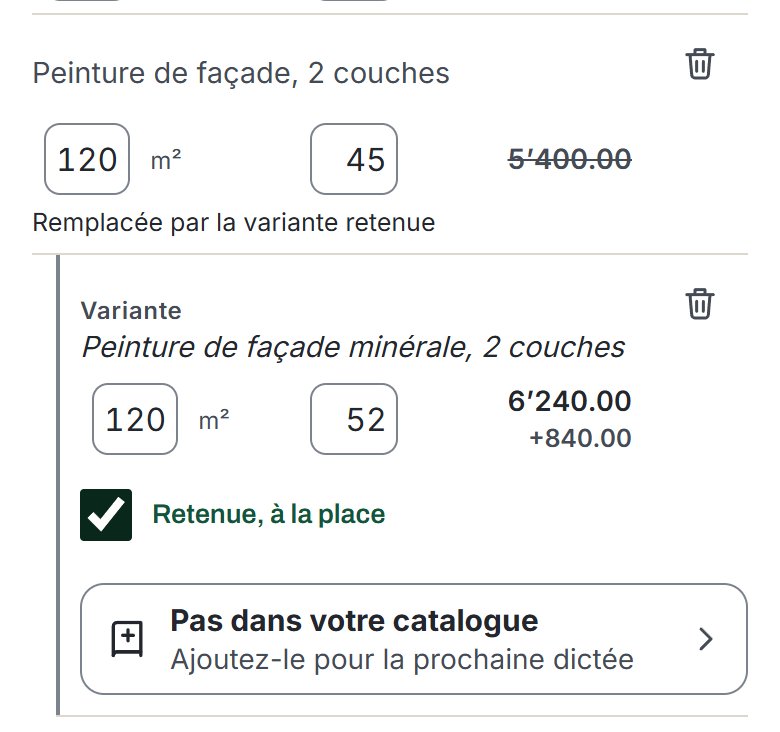 Peinture de façade, 2 couches
120 m² 45 5’400.00
Remplacée par la variante retenue
Variante
Peinture de façade minérale, 2 couches
120 m² 52 6’240.00
+840.00
Retenue, à la place
Pas dans votre catalogue
Ajoutez-le pour la prochaine dictée